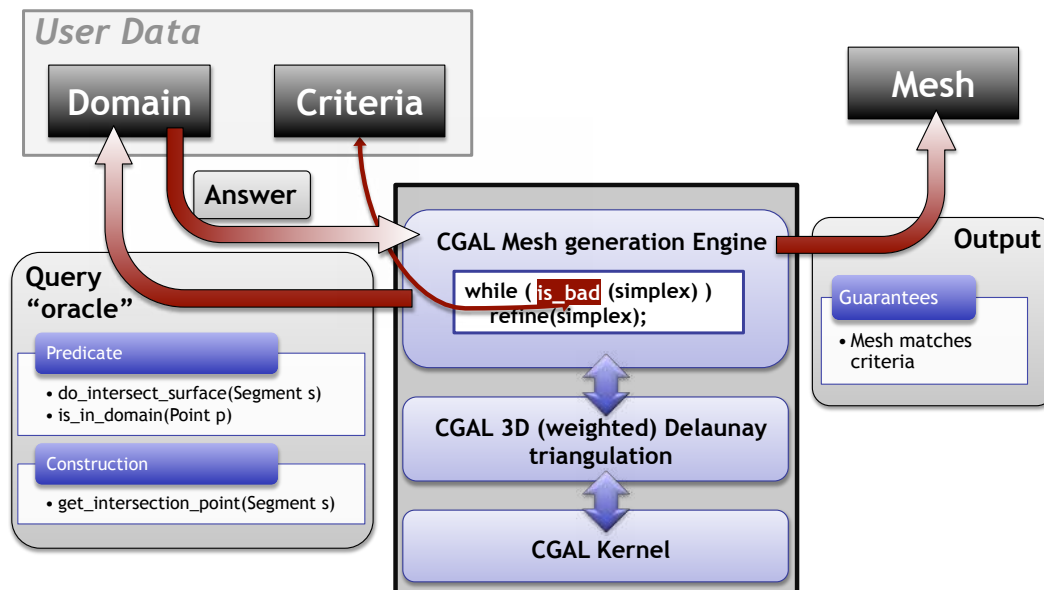 User Data
Domain
Criteria
Mesh
Answer
Query
“oracle”
Predicate
• do_intersect_surface(Segment s)
• is_in_domain(Point p)
Construction
• get_intersection_point(Segment s)
CGAL Mesh generation Engine
while ( is_bad (simplex) )
refine(simplex);
CGAL 3D (weighted) Delaunay
triangulation
CGAL Kernel
Output
Guarantees
• Mesh matches
criteria